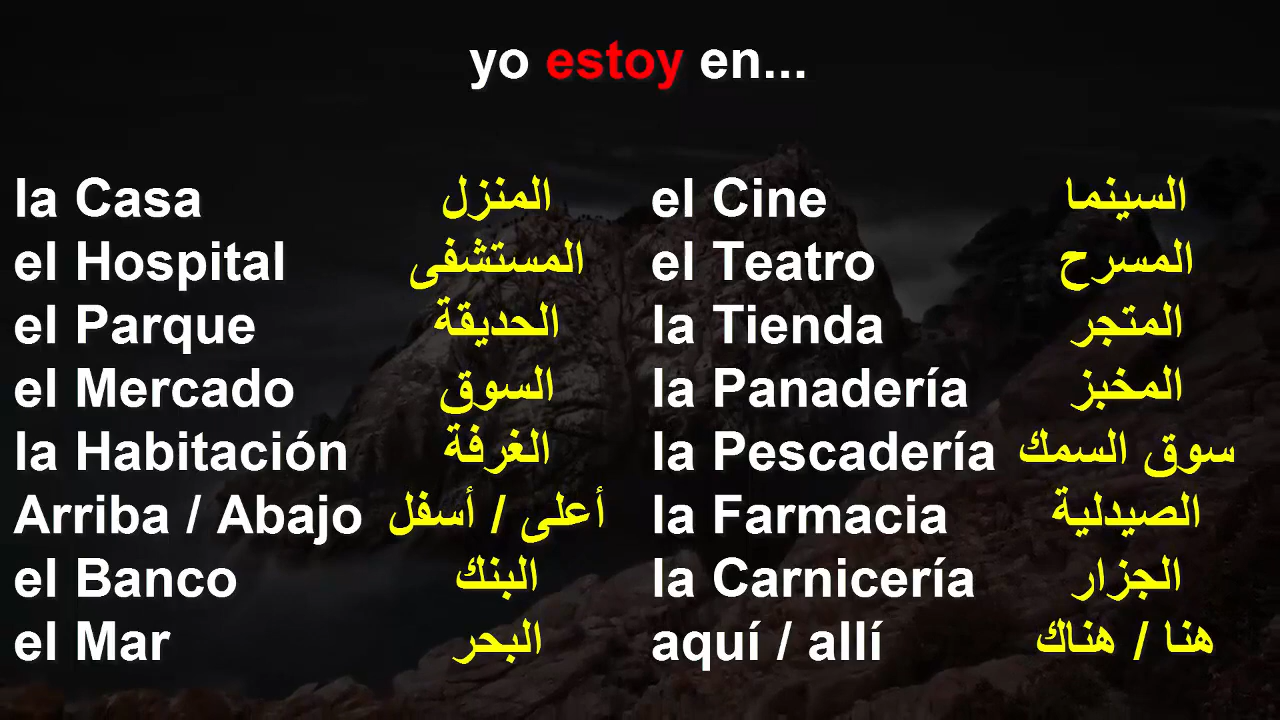 yo estoy en...
la Casa المنزل
el Hospital المستشفى
el Parque الحديقة
el Mercado السوق
la Habitación الغرفة
Arriba / Abajo أعلى / أسفل
el Banco البنك
el Mar البحر
el Cine السينما
el Teatro المسرح
la Tienda المتجر
la Panadería المخبز
la Pescadería سوق السمك
la Farmacia الصيدلية
la Carnicería الجزار
aquí / allí هنا / هناك